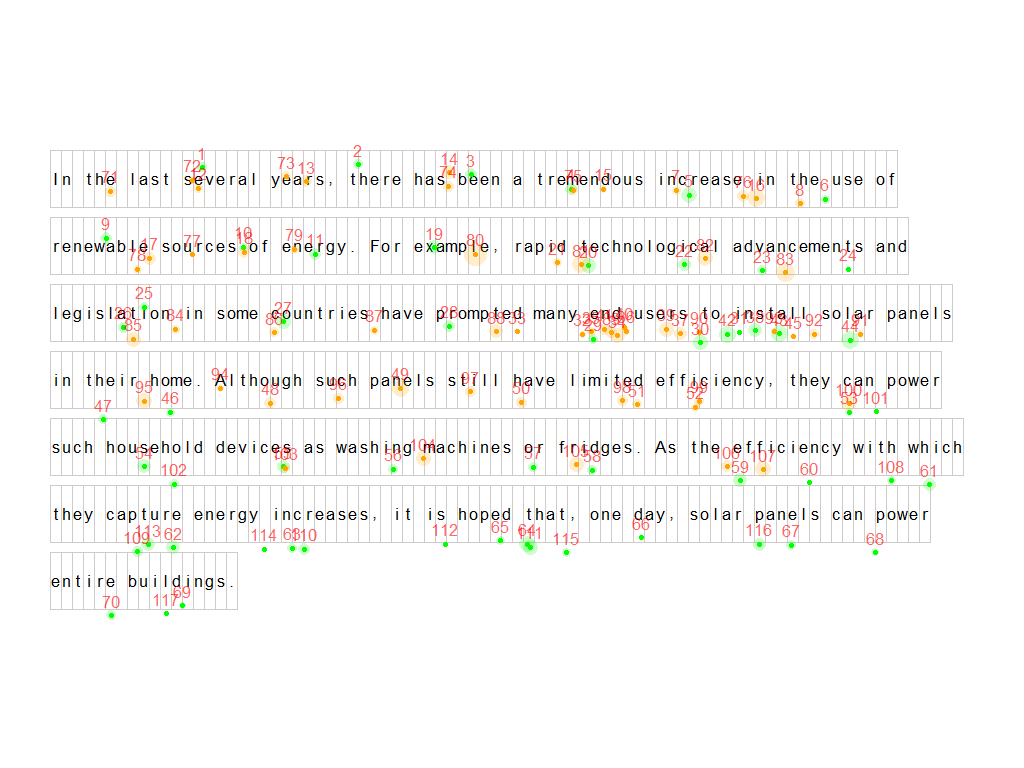 In the last several years, there has been a tremendous increase in the use of
renewable sources of energy. For example, rapid technological advancements and
legislation in some countries have prompted many end users to install solar panels
in their home. Although such panels still have limited efficiency, they can power
such household devices as washing machines or fridges. As the efficiency with which
they capture energy increases, it is hoped that, one day, solar panels can power
entire buildings.